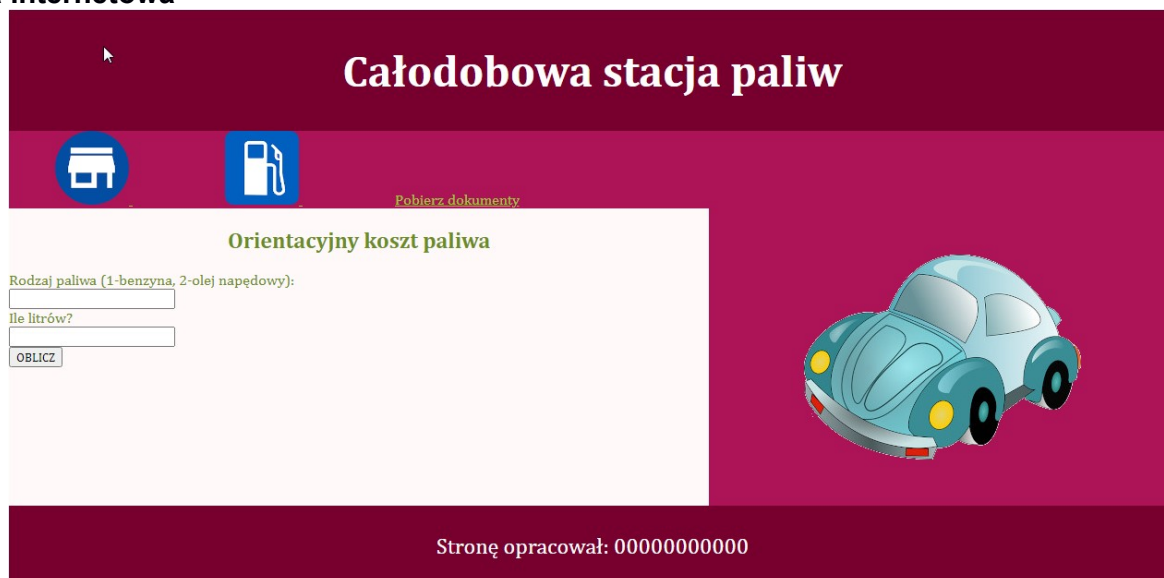 internetowa
Całodobowa stacja paliw
Pobierz dokumenty
Orientacyjny koszt paliwa
Rodzaj paliwa (1-benzyna, 2-olej napędowy):
Ile litrów?
OBLICZ
Stronę opracował: 00000000000